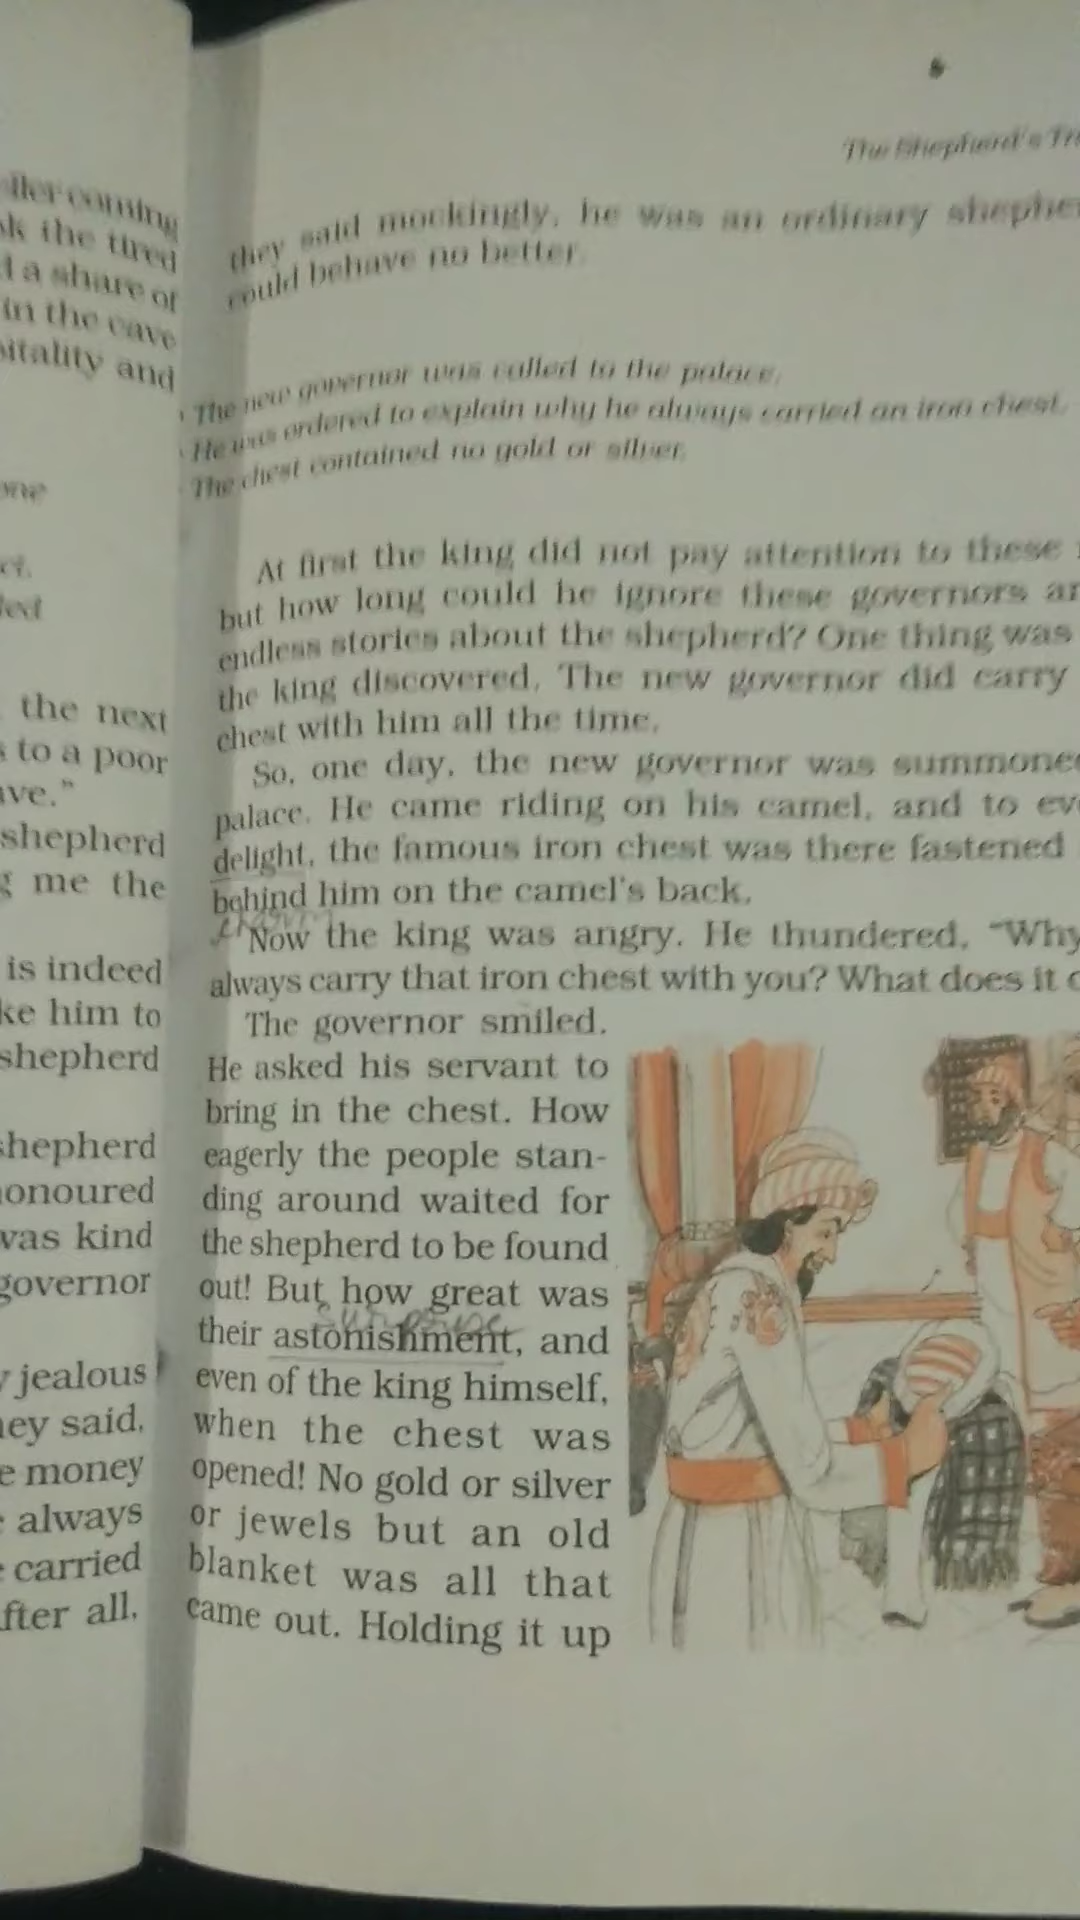 coming
the tired
a share of
in the cave
and
the next
to a poor
shepherd
me the
is indeed
him to
shepherd
shepherd
honoured
was kind
governor
jealous
said,
money
always
carried
all,
The Shepherd's
they said mockingly, he was an ordinary
could behave no better.
The new governor was called to the palace.
He was ordered to explain why he always carried an iron chest.
The chest contained no gold or silver.
At first the king did not pay attention to these
but how long could he ignore these governors
endless stories about the shepherd? One thing was
the king discovered. The new governor did carry
chest with him all the time.
So, one day, the new governor was
palace. He came riding on his camel, and to
delight, the famous iron chest was there fastened
behind him on the camel's back.
Now the king was angry. He thundered, "Why
always carry that iron chest with you? What does it
The governor smiled.
He asked his servant to
bring in the chest. How
eagerly the people stan-
ding around waited for
the shepherd to be found
out! But how great was
surprise
their astonishment, and
even of the king himself,
when the chest was
opened! No gold or silver
or jewels but an old
blanket was all that
came out. Holding it up